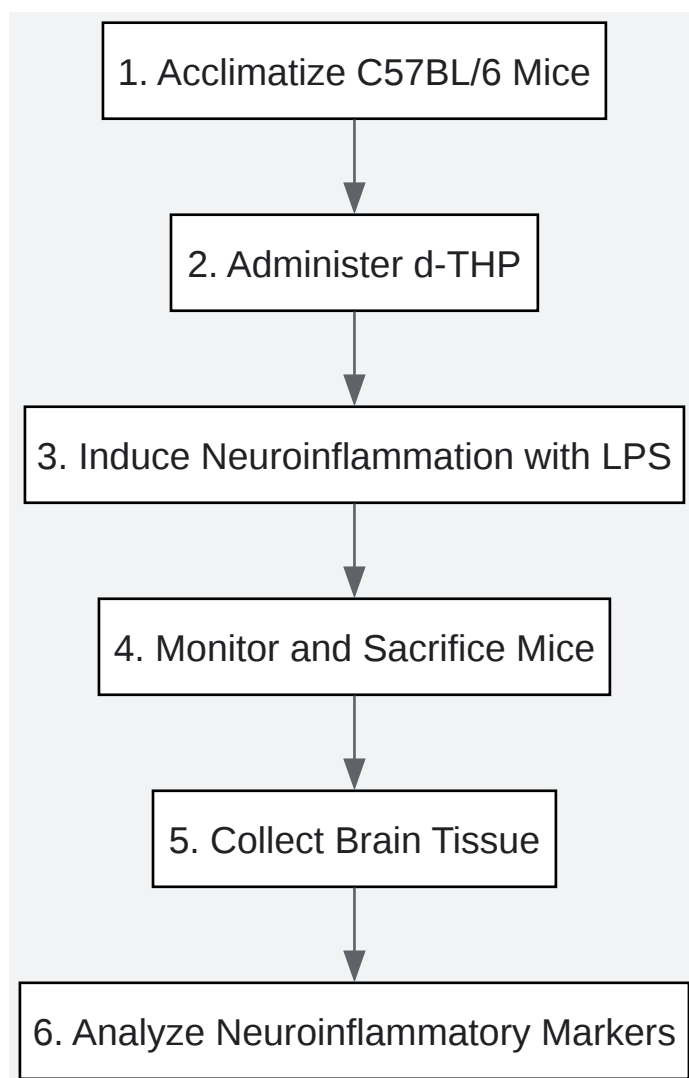 1. Acclimatize C57BL/6 Mice
2. Administer d-THP
3. Induce Neuroinflammation with LPS
4. Monitor and Sacrifice Mice
5. Collect Brain Tissue
6. Analyze Neuroinflammatory Markers